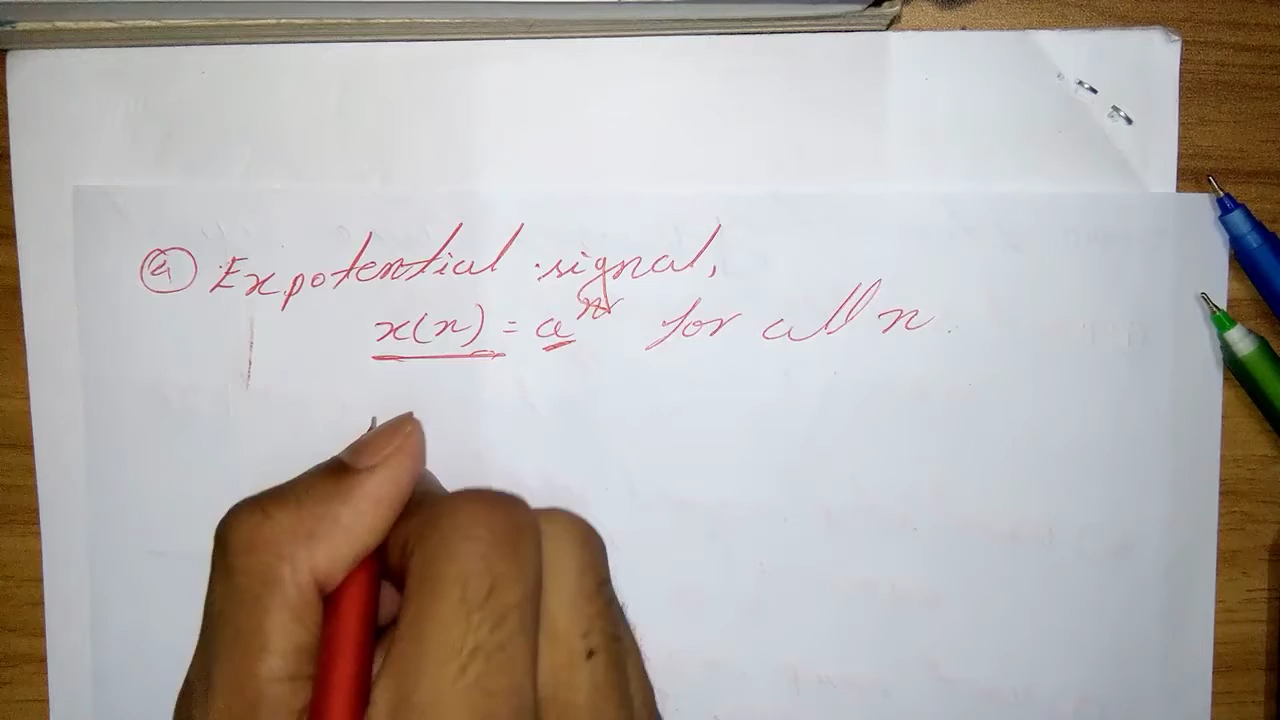 ④ Expotential signal,
x(n) = aⁿ for all n.